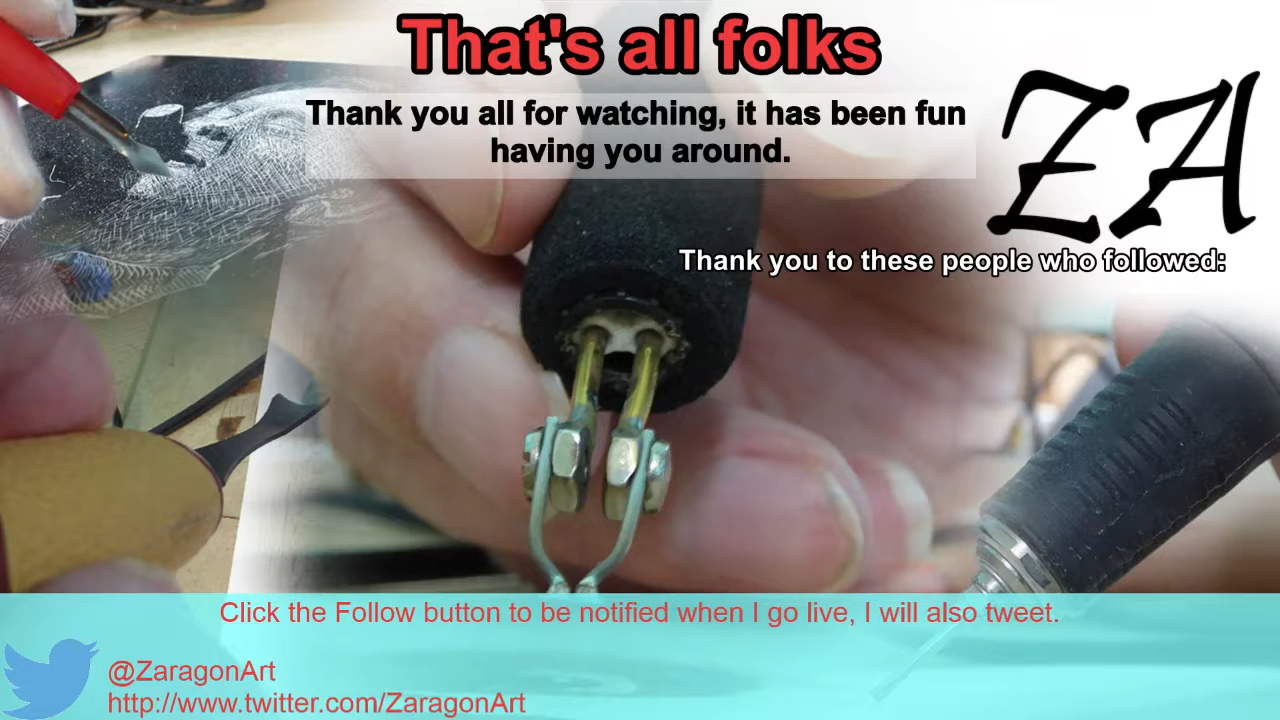 That's all folks
Thank you all for watching, it has been fun
having you around.
ZA
Thank you to these people who followed:
Click the Follow button to be notified when I go live, I will also tweet.
@ZaragonArt
http://www.twitter.com/ZaragonArt